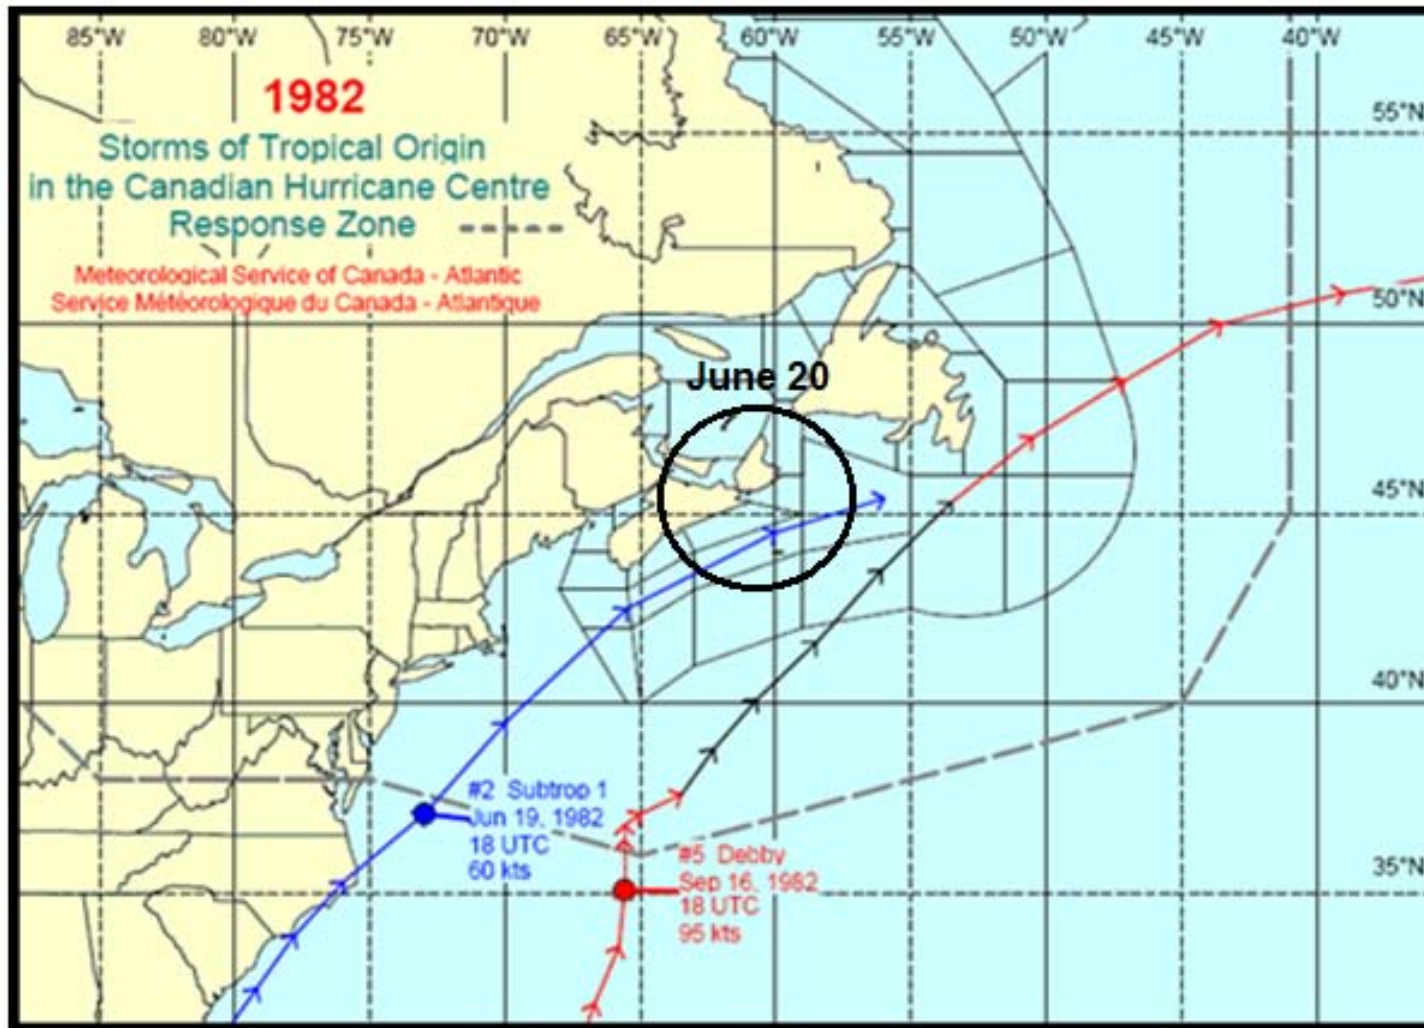 85°W 80°W 75°W 70°W 65°W 60°W 55°W 50°W 45°W 40°W
1982
Storms of Tropical Origin
in the Canadian Hurricane Centre
Response Zone
Meteorological Service of Canada - Atlantic
Service Météorologique du Canada - Atlantique
55°N
50°N
June 20
45°N
40°N
#2 Subtrop 1
Jun 19, 1982
18 UTC
60 kts
#5 Debby
Sep 16, 1982
18 UTC
95 kts
35°N